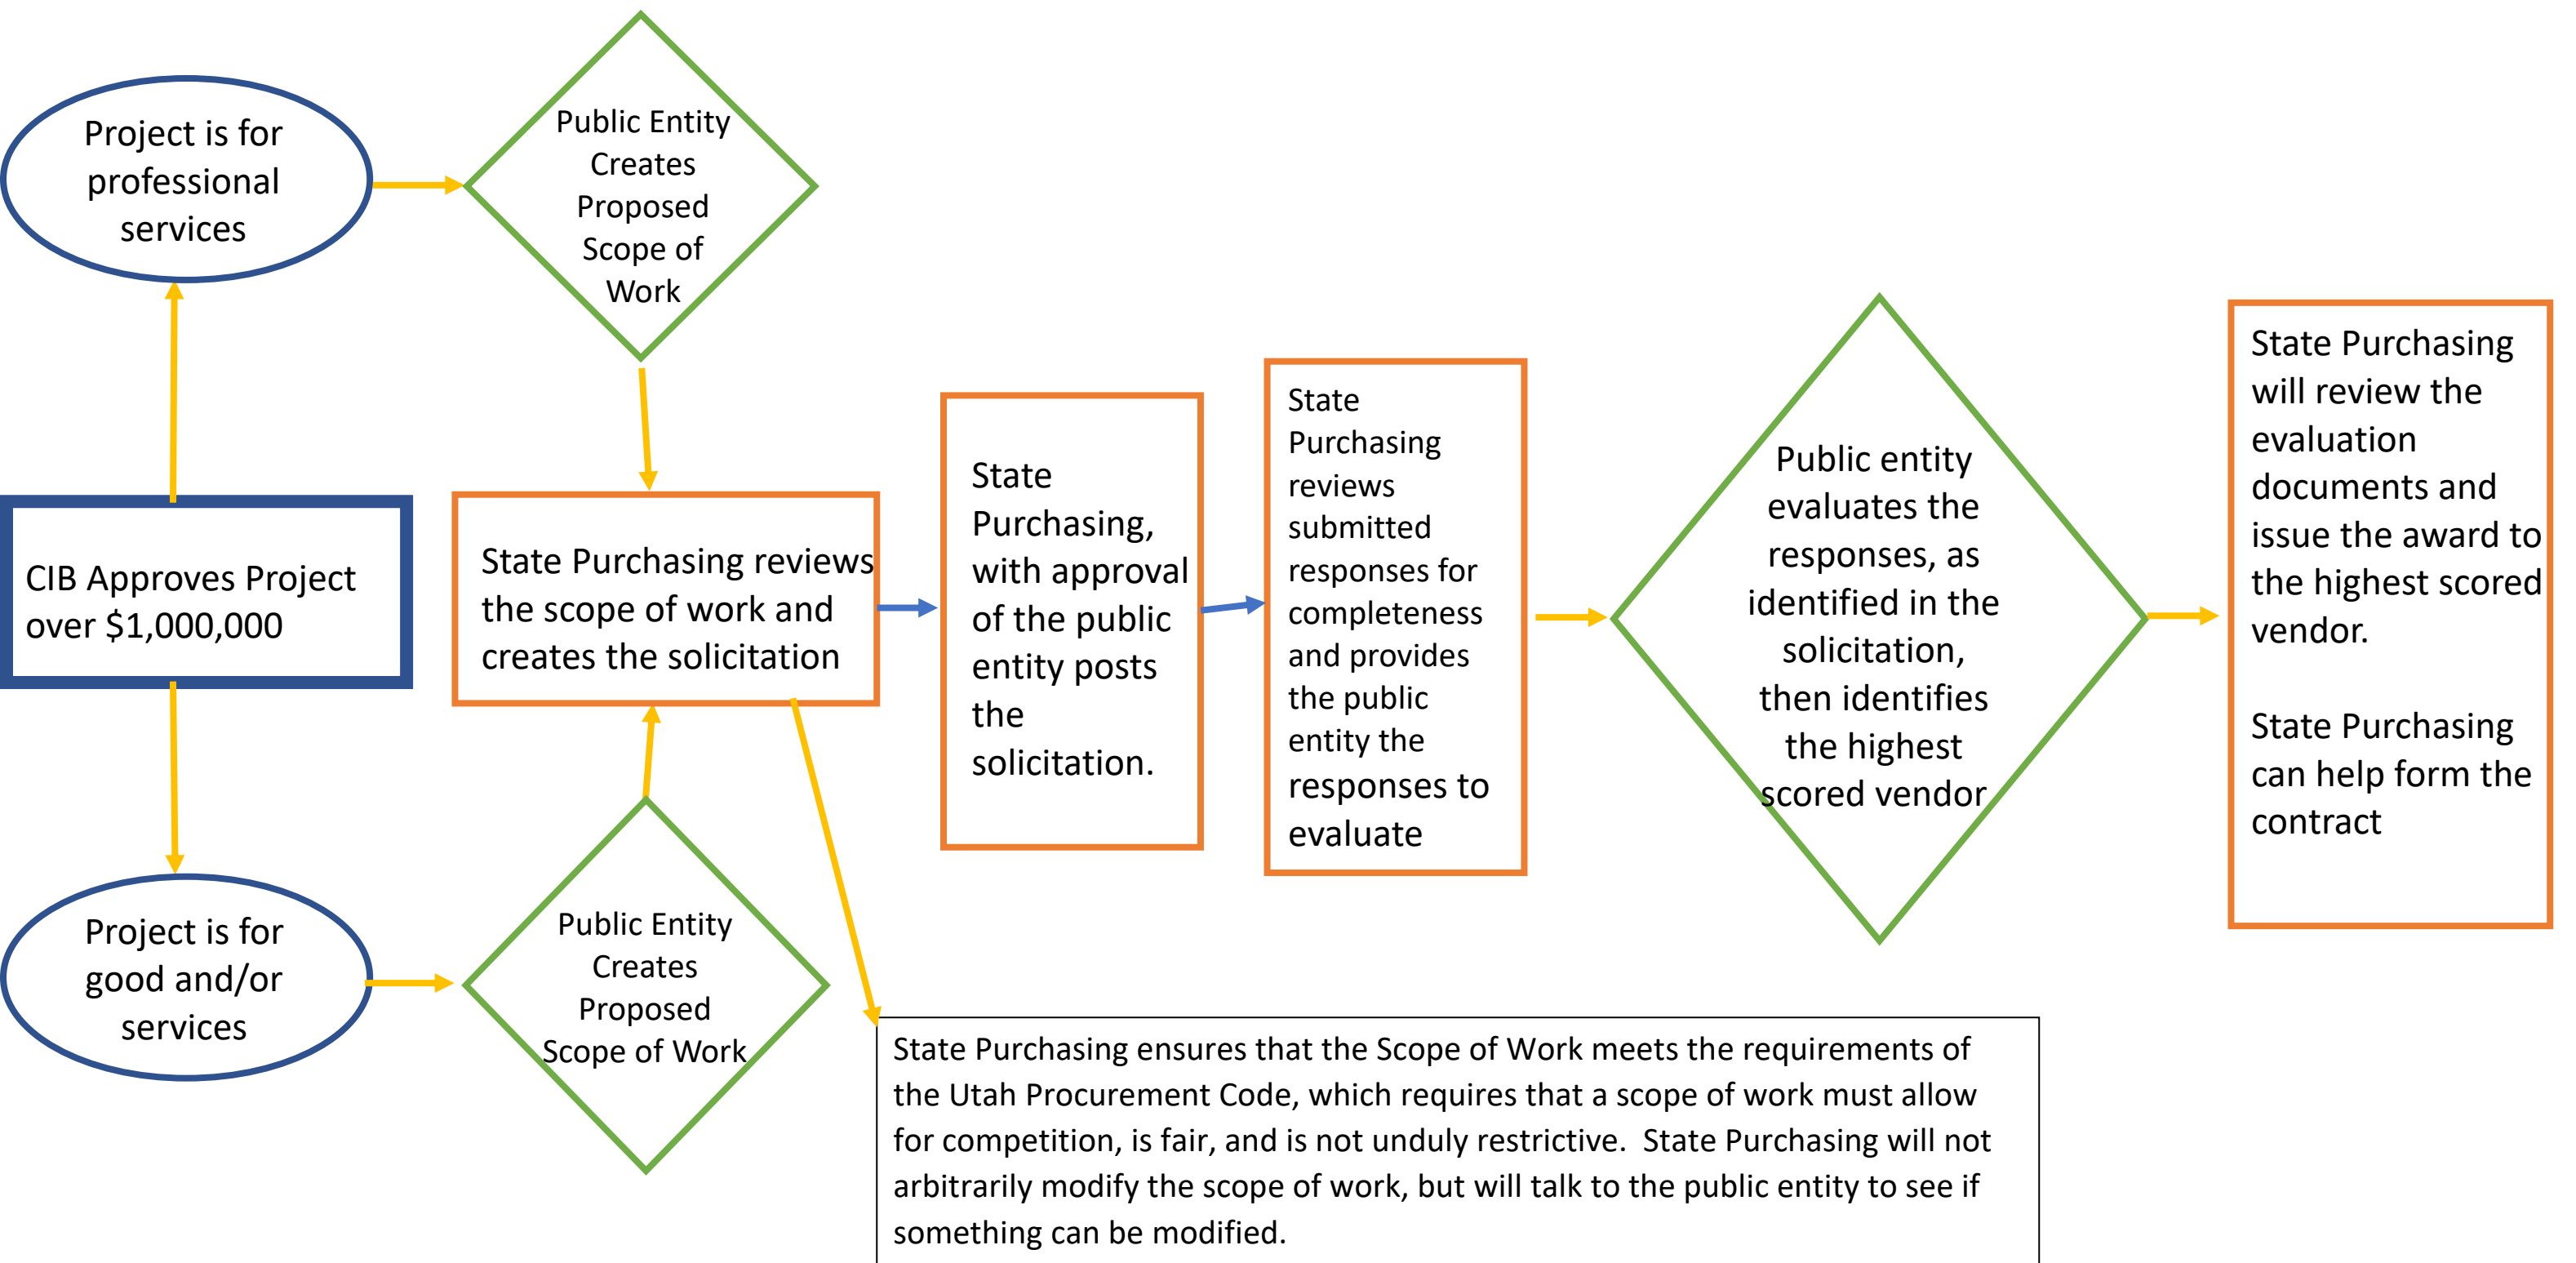 Project is for
professional
services
Public Entity
Creates
Proposed
Scope of
Work
CIB Approves Project
over $1,000,000
State Purchasing reviews
the scope of work and
creates the solicitation
State
Purchasing,
with approval
of the public
entity posts
the
solicitation.
State
Purchasing
reviews
submitted
responses for
completeness
and provides
the public
entity the
responses to
evaluate
Public entity
evaluates the
responses, as
identified in the
solicitation,
then identifies
the highest
scored vendor
State Purchasing
will review the
evaluation
documents and
issue the award to
the highest scored
vendor.
State Purchasing
can help form the
contract
Project is for
good and/or
services
Public Entity
Creates
Proposed
Scope of Work
State Purchasing ensures that the Scope of Work meets the requirements of
the Utah Procurement Code, which requires that a scope of work must allow
for competition, is fair, and is not unduly restrictive.  State Purchasing will not
arbitrarily modify the scope of work, but will talk to the public entity to see if
something can be modified.